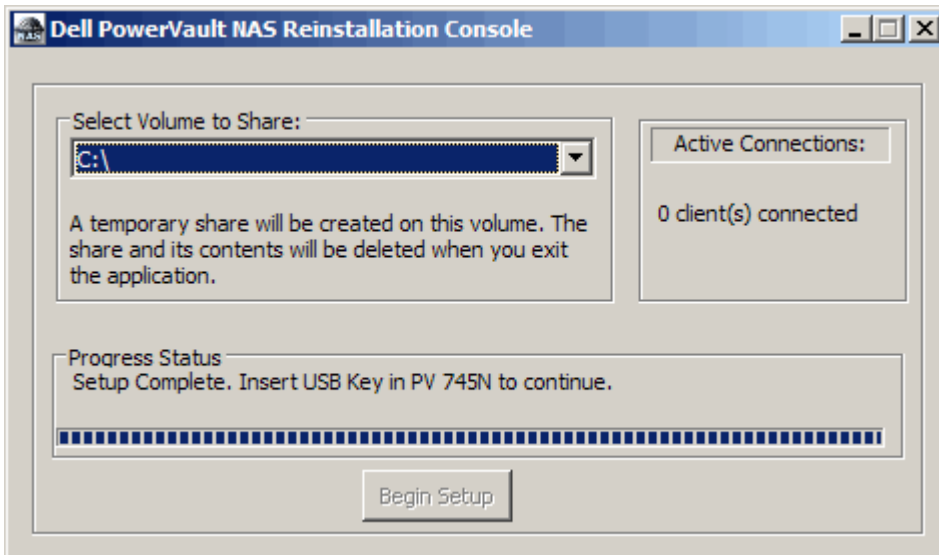 Dell PowerVault NAS Reinstallation Console
Select Volume to Share:
C:\
A temporary share will be created on this volume. The
share and its contents will be deleted when you exit
the application.
Active Connections:
0 client(s) connected
Progress Status
Setup Complete. Insert USB Key in PV 745N to continue.
Begin Setup